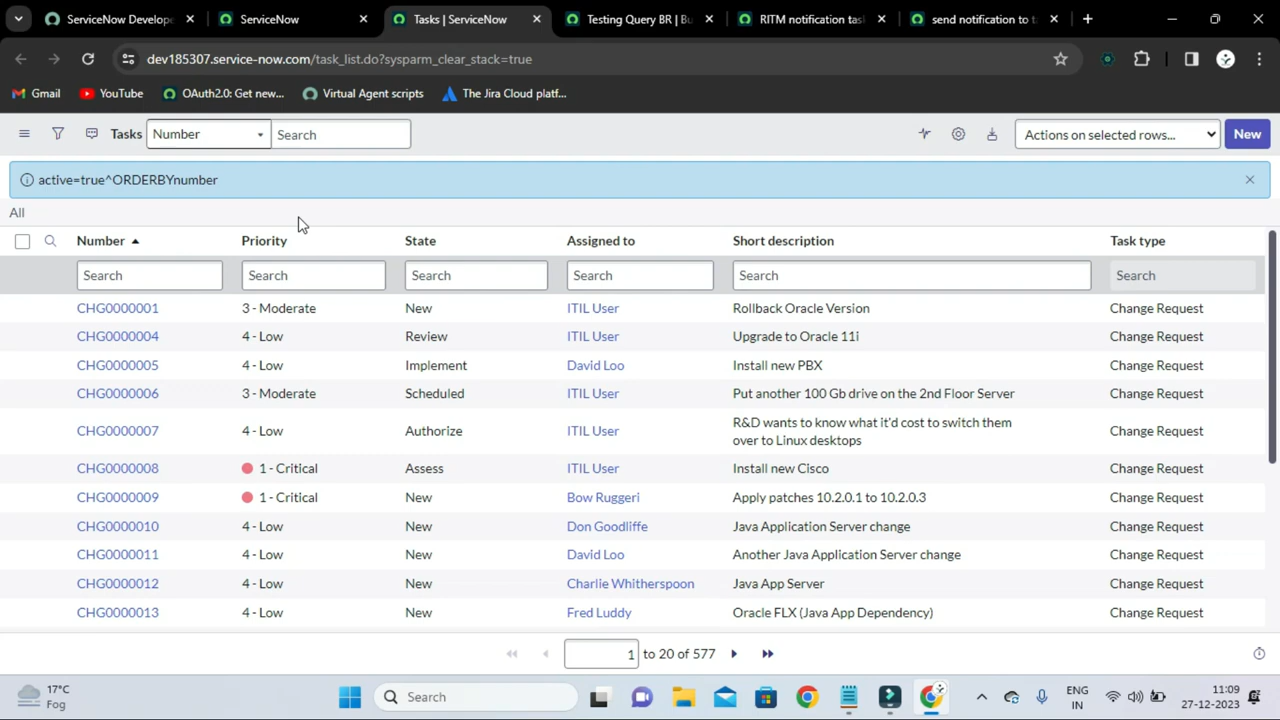 ServiceNow Develope
ServiceNow
Tasks | ServiceNow
Testing Query BR | Bu
RITM notification tas
send notification to t
dev185307.service-now.com/task_list.do?sysparm_clear_stack=true
Gmail
YouTube
OAuth2.0: Get new...
Virtual Agent scripts
The Jira Cloud platf...
Tasks
Number
Search
Actions on selected rows...
New
active=true^ORDERBYnumber
All
Number Priority State Assigned to Short description Task type
Search Search Search Search Search Search
CHG0000001 3 - Moderate New ITIL User Rollback Oracle Version Change Request
CHG0000004 4 - Low Review ITIL User Upgrade to Oracle 11i Change Request
CHG0000005 4 - Low Implement David Loo Install new PBX Change Request
CHG0000006 3 - Moderate Scheduled ITIL User Put another 100 Gb drive on the 2nd Floor Server Change Request
CHG0000007 4 - Low Authorize ITIL User R&D wants to know what it'd cost to switch them
over to Linux desktops Change Request
CHG0000008 1 - Critical Assess ITIL User Install new Cisco Change Request
CHG0000009 1 - Critical New Bow Ruggeri Apply patches 10.2.0.1 to 10.2.0.3 Change Request
CHG0000010 4 - Low New Don Goodliffe Java Application Server change Change Request
CHG0000011 4 - Low New David Loo Another Java Application Server change Change Request
CHG0000012 4 - Low New Charlie Whitherspoon Java App Server Change Request
CHG0000013 4 - Low New Fred Luddy Oracle FLX (Java App Dependency) Change Request
1 to 20 of 577
17°C
Fog
Search
ENG
IN
11:09
27-12-2023